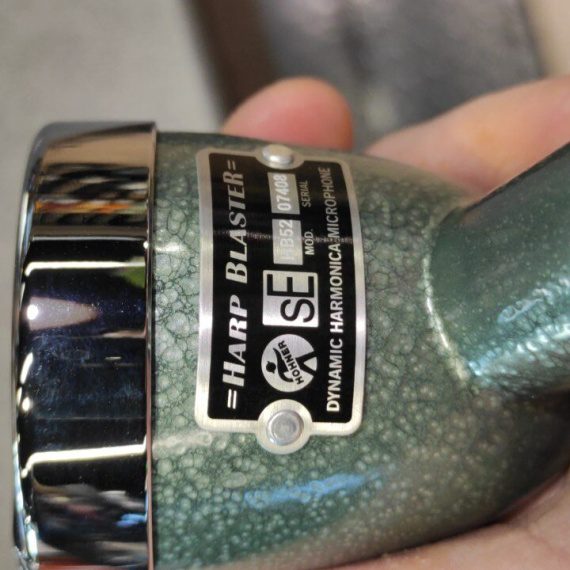 =HARP BLASTER=
HOHNER
SE
HB52 07408
MOD. SERIAL
DYNAMIC HARMONICA MICROPHONE